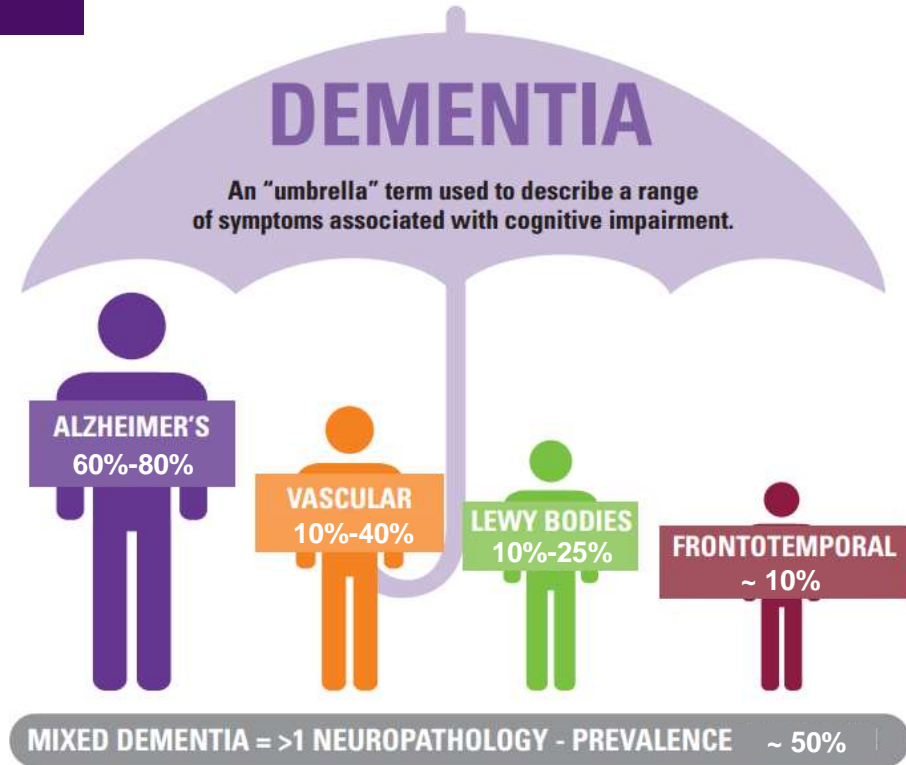 DEMENTIA
An “umbrella” term used to describe a range
of symptoms associated with cognitive impairment.
ALZHEIMER'S
60%-80%
VASCULAR
10%-40%
LEWY BODIES
10%-25%
FRONTOTEMPORAL
~ 10%
MIXED DEMENTIA = >1 NEUROPATHOLOGY - PREVALENCE ~ 50%